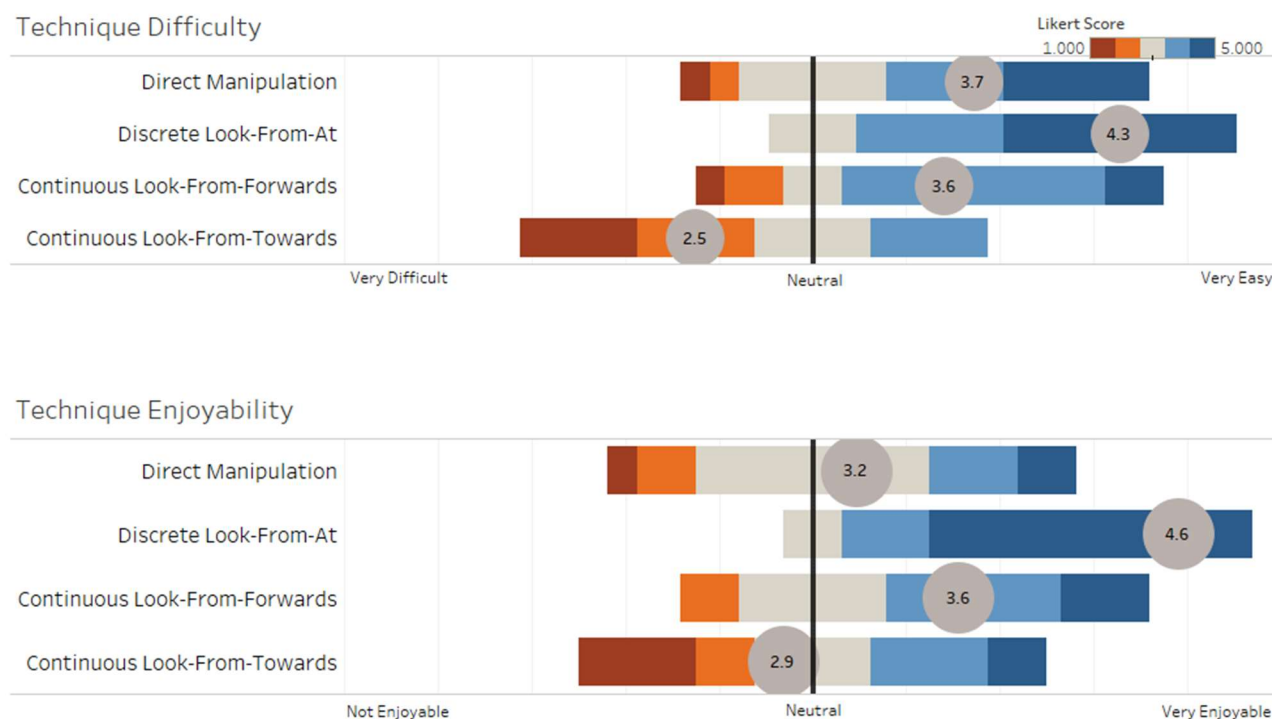 Technique Difficulty
Likert Score
1.000 5.000
Direct Manipulation 3.7
Discrete Look-From-At 4.3
Continuous Look-From-Forwards 3.6
Continuous Look-From-Towards 2.5
Very Difficult Neutral Very Easy
Technique Enjoyability
Direct Manipulation 3.2
Discrete Look-From-At 4.6
Continuous Look-From-Forwards 3.6
Continuous Look-From-Towards 2.9
Not Enjoyable Neutral Very Enjoyable